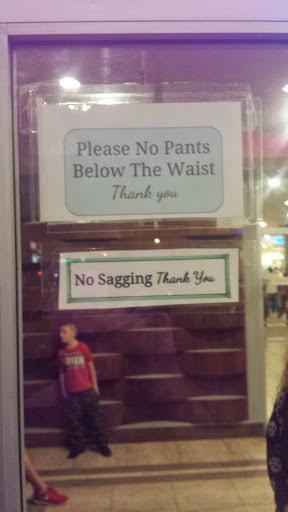 Please No Pants
Below The Waist
Thank you
No Sagging Thank You